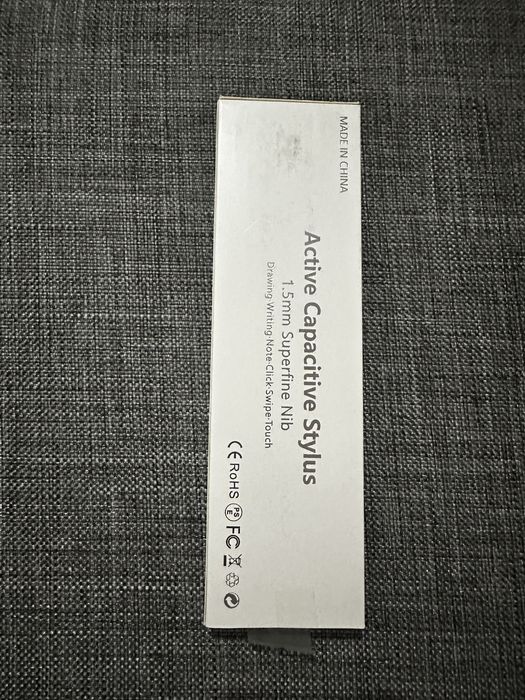 MADE IN CHINA
Active Capacitive Stylus
1.5mm Superfine Nib
Drawing·Writing·Note·Click·Swipe·Touch
CE RoHS PSE FC